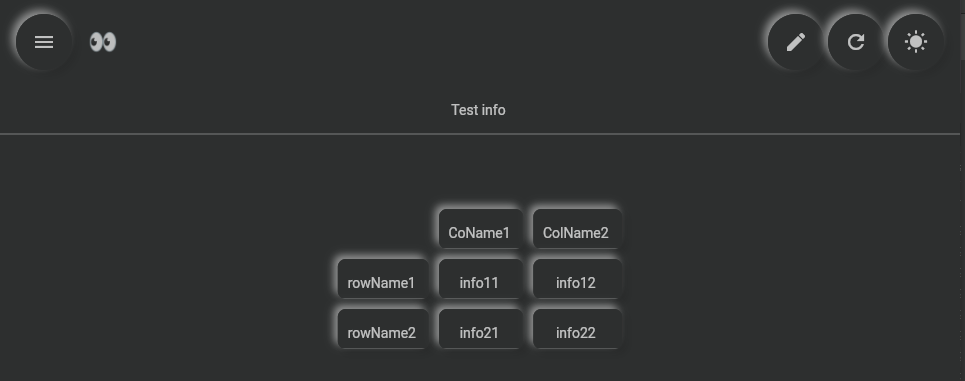 Test info
CoName1 ColName2
rowName1 info11 info12
rowName2 info21 info22